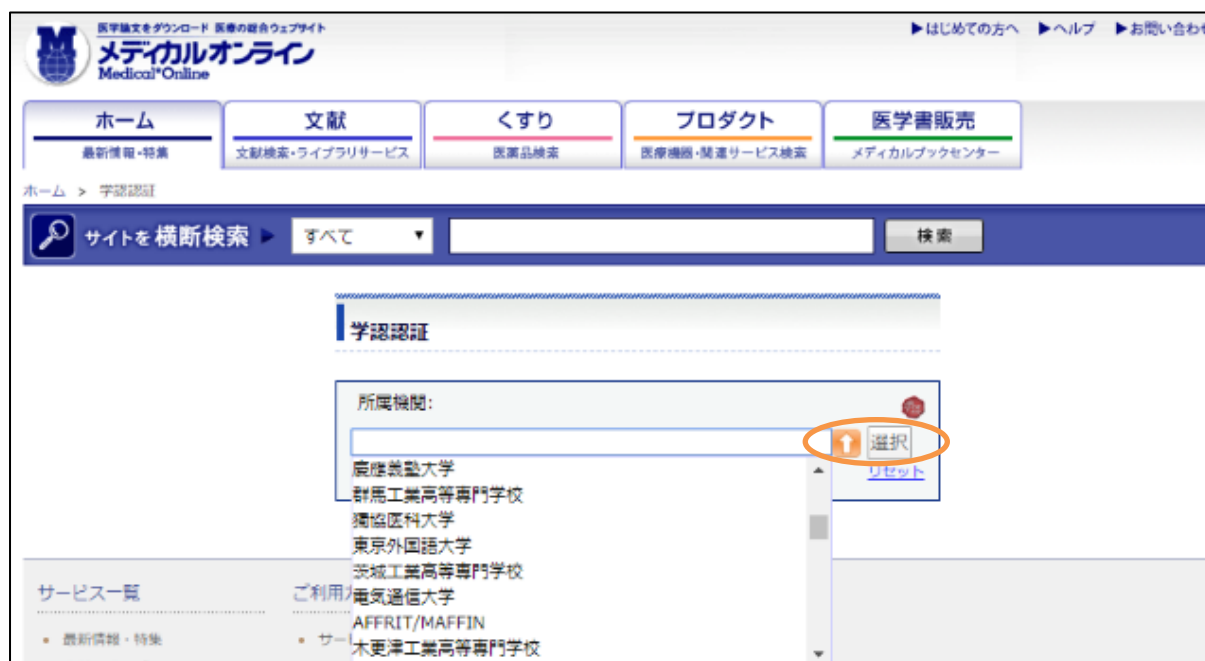 医学論文をダウンロード 医療の総合ウェブサイト
メディカルオンライン
Medical*Online
▶はじめての方へ ▶ヘルプ ▶お問い合わせ
ホーム
最新情報・特集
文献
文献検索・ライブラリサービス
くすり
医薬品検索
プロダクト
医療機器・関連サービス検索
医学書販売
メディカルブックセンター
ホーム > 学認認証
サイトを横断検索 ▶ すべて ▼ 検索
学認認証
所属機関:
選択
リセット
慶應義塾大学
群馬工業高等専門学校
獨協医科大学
東京外国語大学
茨城工業高等専門学校
電気通信大学
AFFRIT/MAFFIN
木更津工業高等専門学校
サービス一覧
ご利用
• 最新情報・特集
• サー